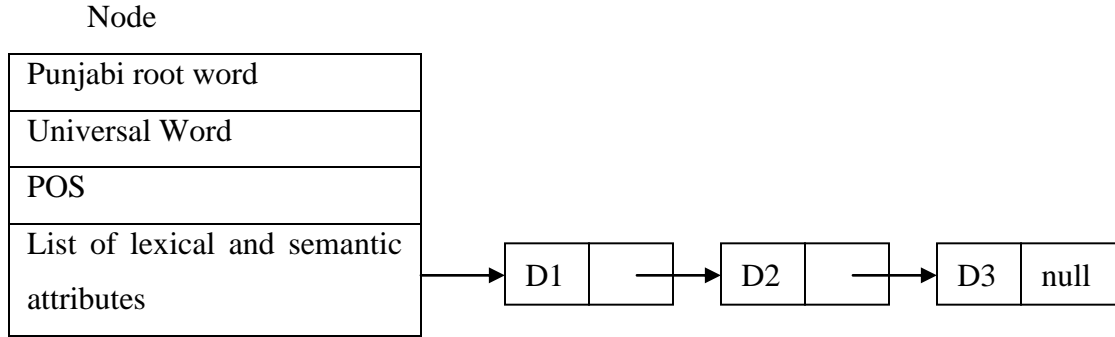 Node
Punjabi root word
Universal Word
POS
List of lexical and semantic
attributes
D1 D2 D3 null